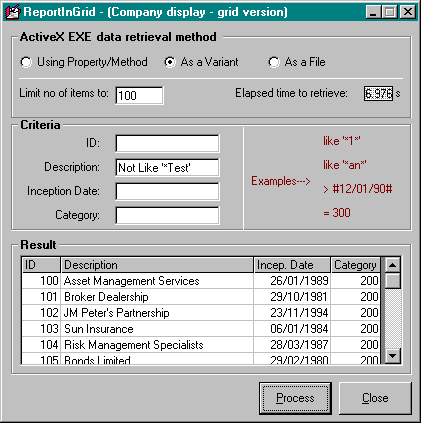 ReportInGrid - (Company display - grid version)
ActiveX EXE data retrieval method
Using Property/Method As a Variant As a File
Limit no of items to: 100 Elapsed time to retrieve: 6.976 s
Criteria
ID: like '*1*'
Description: Not Like '*Test' like '*an*'
Examples---> 
Inception Date: > #12/01/90#
Category: = 300
Result
ID Description Incep. Date Category
100 Asset Management Services 26/01/1989 200
101 Broker Dealership 29/10/1981 200
102 JM Peter's Partnership 23/11/1994 200
103 Sun Insurance 06/01/1984 200
104 Risk Management Specialists 28/03/1987 200
105 Bonds Limited 29/02/1980 200
Process Close